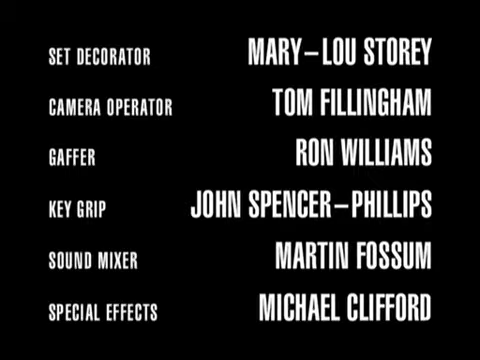 SET DECORATOR MARY–LOU STOREY
CAMERA OPERATOR TOM FILLINGHAM
GAFFER RON WILLIAMS
KEY GRIP JOHN SPENCER–PHILLIPS
SOUND MIXER MARTIN FOSSUM
SPECIAL EFFECTS MICHAEL CLIFFORD